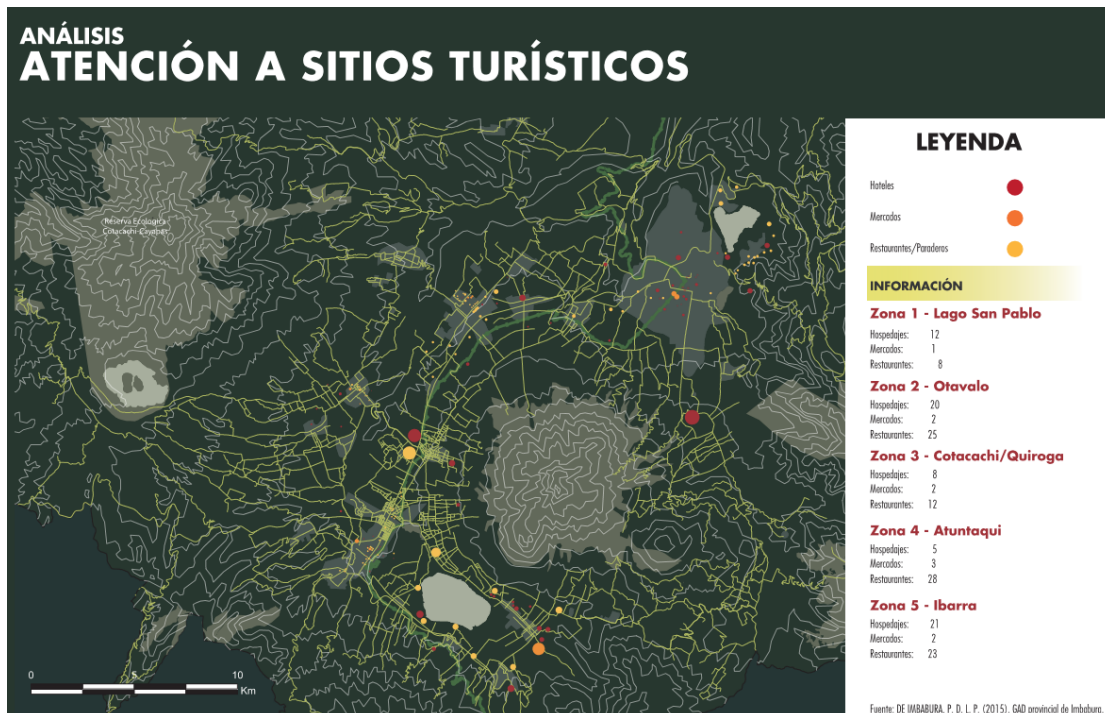 ANÁLISIS
ATENCIÓN A SITIOS TURÍSTICOS
Reserva Ecologica
Cotacachi-Cayapas
0 5 10
Km
LEYENDA
Hoteles
Mercados
Restaurantes/Paraderos
INFORMACIÓN
Zona 1 - Lago San Pablo
Hospedajes: 12
Mercados: 1
Restaurantes: 8
Zona 2 - Otavalo
Hospedajes: 20
Mercados: 2
Restaurantes: 25
Zona 3 - Cotacachi/Quiroga
Hospedajes: 8
Mercados: 2
Restaurantes: 12
Zona 4 - Atuntaqui
Hospedajes: 5
Mercados: 3
Restaurantes: 28
Zona 5 - Ibarra
Hospedajes: 21
Mercados: 2
Restaurantes: 23
Fuente: DE IMBABURA, P. D. L. P. (2015). GAD provincial de Imbabura.